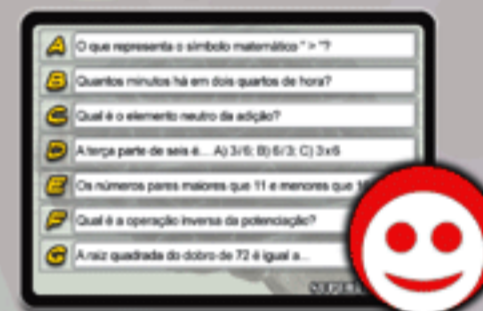 A O que representa o símbolo matemático " > "?
B Quantos minutos há em dois quartos de hora?
C Qual é o elemento neutro da adição?
D A terça parte de seis é... A) 3/6; B) 6/3; C) 3x6
E Os números pares maiores que 11 e menores que
F Qual é a operação inversa da potenciação?
G A raiz quadrada do dobro de 72 é igual a...